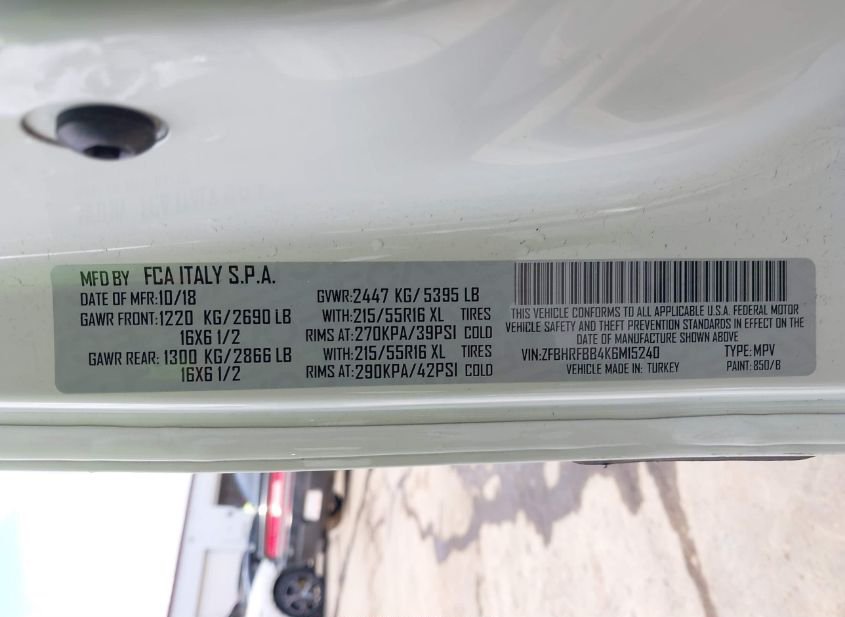 MFD BY FCA ITALY S.P.A.
DATE OF MFR:10/18
GAWR FRONT:1220 KG/2690 LB
16X6 1/2
GAWR REAR:1300 KG/2866 LB
16X6 1/2
GVWR:2447 KG/5395 LB
WITH:215/55R16 XL TIRES
RIMS AT:270KPA/39PSI COLD
WITH:215/55R16 XL TIRES
RIMS AT:290KPA/42PSI COLD
THIS VEHICLE CONFORMS TO ALL APPLICABLE U.S.A. FEDERAL MOTOR
VEHICLE SAFETY AND THEFT PREVENTION STANDARDS IN EFFECT ON THE
DATE OF MANUFACTURE SHOWN ABOVE
VIN:ZFBHRFBB4K6M15240 TYPE: MPV
VEHICLE MADE IN: TURKEY PAINT: 850/B